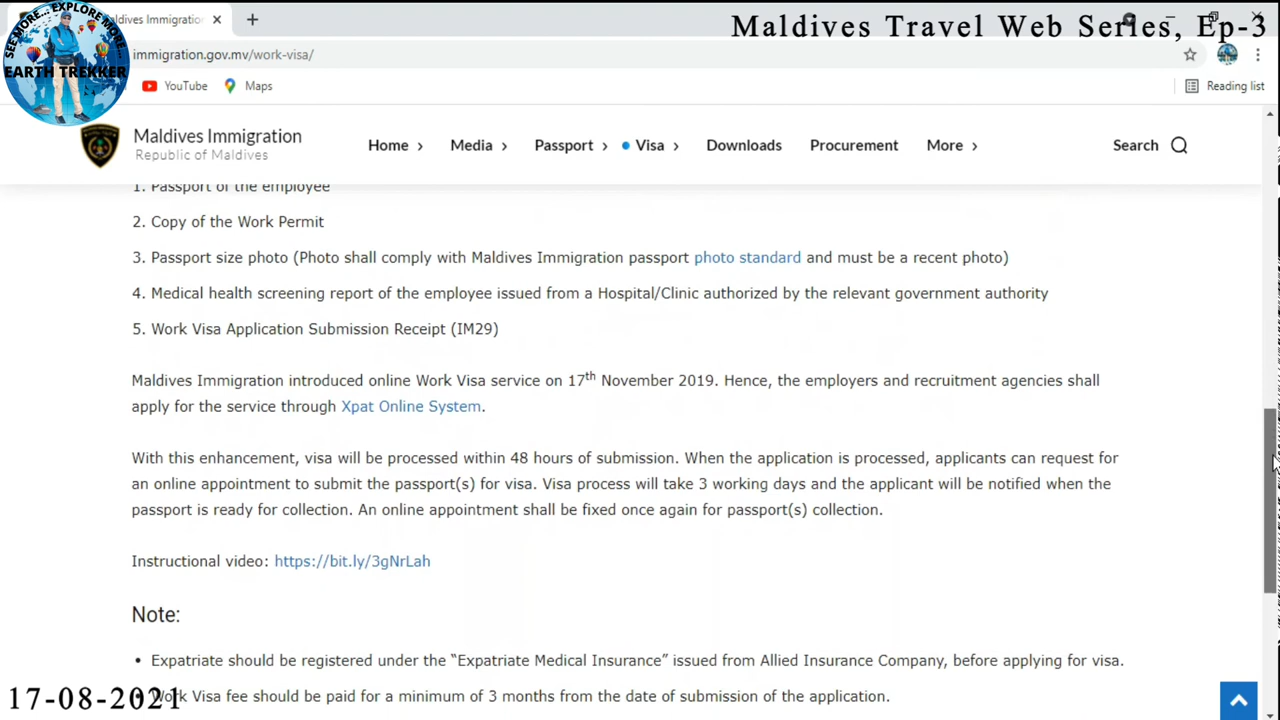 Maldives Immigratio
Maldives Travel Web Series, Ep-3
SEE MORE... EXPLORE MORE...
EARTH TREKKER
immigration.gov.mv/work-visa/
YouTube
Maps
Reading list
Maldives Immigration
Republic of Maldives
Home
Media
Passport
Visa
Downloads
Procurement
More
Search
1. Passport of the employee
2. Copy of the Work Permit
3. Passport size photo (Photo shall comply with Maldives Immigration passport photo standard and must be a recent photo)
4. Medical health screening report of the employee issued from a Hospital/Clinic authorized by the relevant government authority
5. Work Visa Application Submission Receipt (IM29)
Maldives Immigration introduced online Work Visa service on 17th November 2019. Hence, the employers and recruitment agencies shall
apply for the service through Xpat Online System.
With this enhancement, visa will be processed within 48 hours of submission. When the application is processed, applicants can request for
an online appointment to submit the passport(s) for visa. Visa process will take 3 working days and the applicant will be notified when the
passport is ready for collection. An online appointment shall be fixed once again for passport(s) collection.
Instructional video: https://bit.ly/3gNrLah
Note:
• Expatriate should be registered under the “Expatriate Medical Insurance” issued from Allied Insurance Company, before applying for visa.
• Work Visa fee should be paid for a minimum of 3 months from the date of submission of the application.
17-08-2021